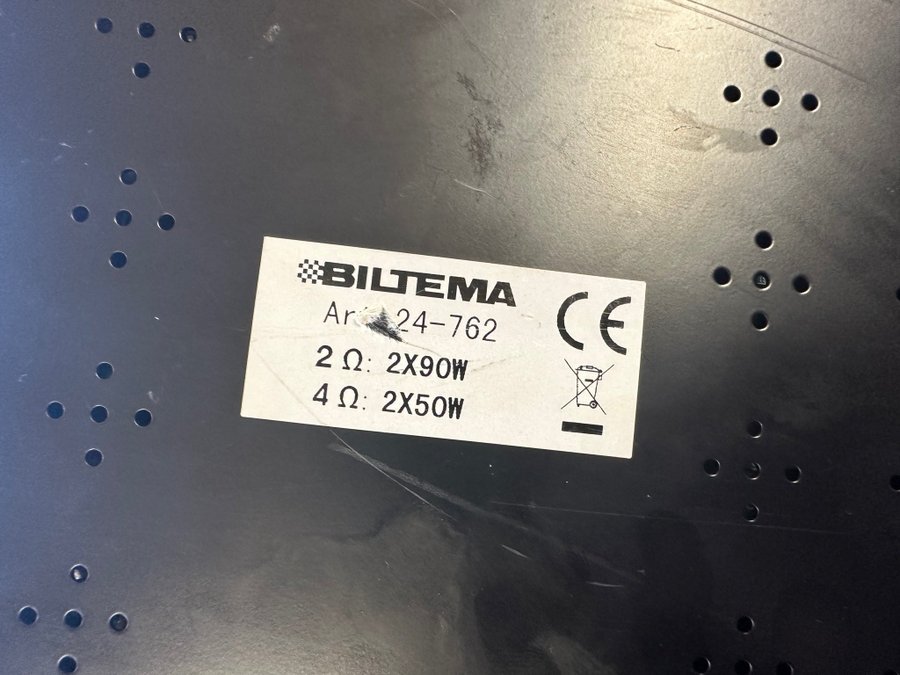 BILTEMA
24-762
2 Ω: 2X90W
4 Ω: 2X50W
CE